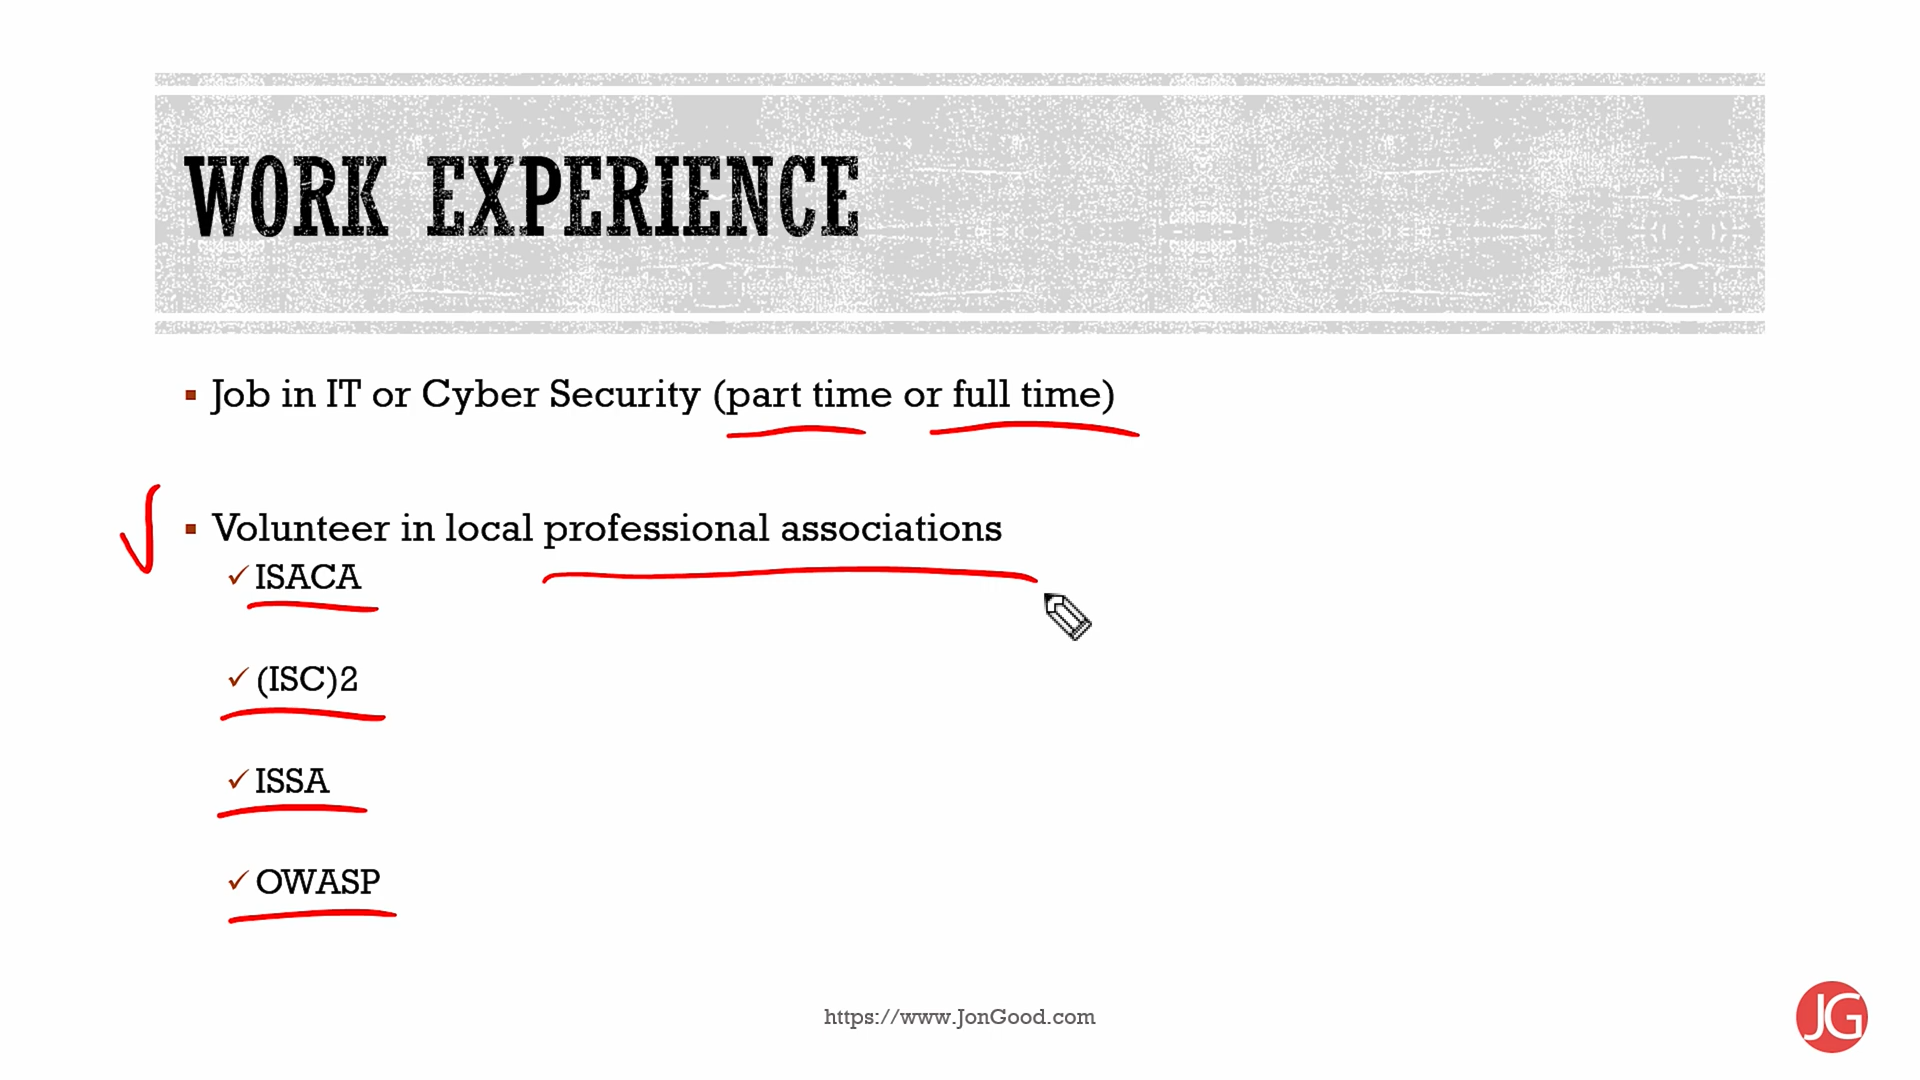 WORK EXPERIENCE
Job in IT or Cyber Security (part time or full time)
Volunteer in local professional associations
ISACA
(ISC)2
ISSA
OWASP
https://www.JonGood.com
JG